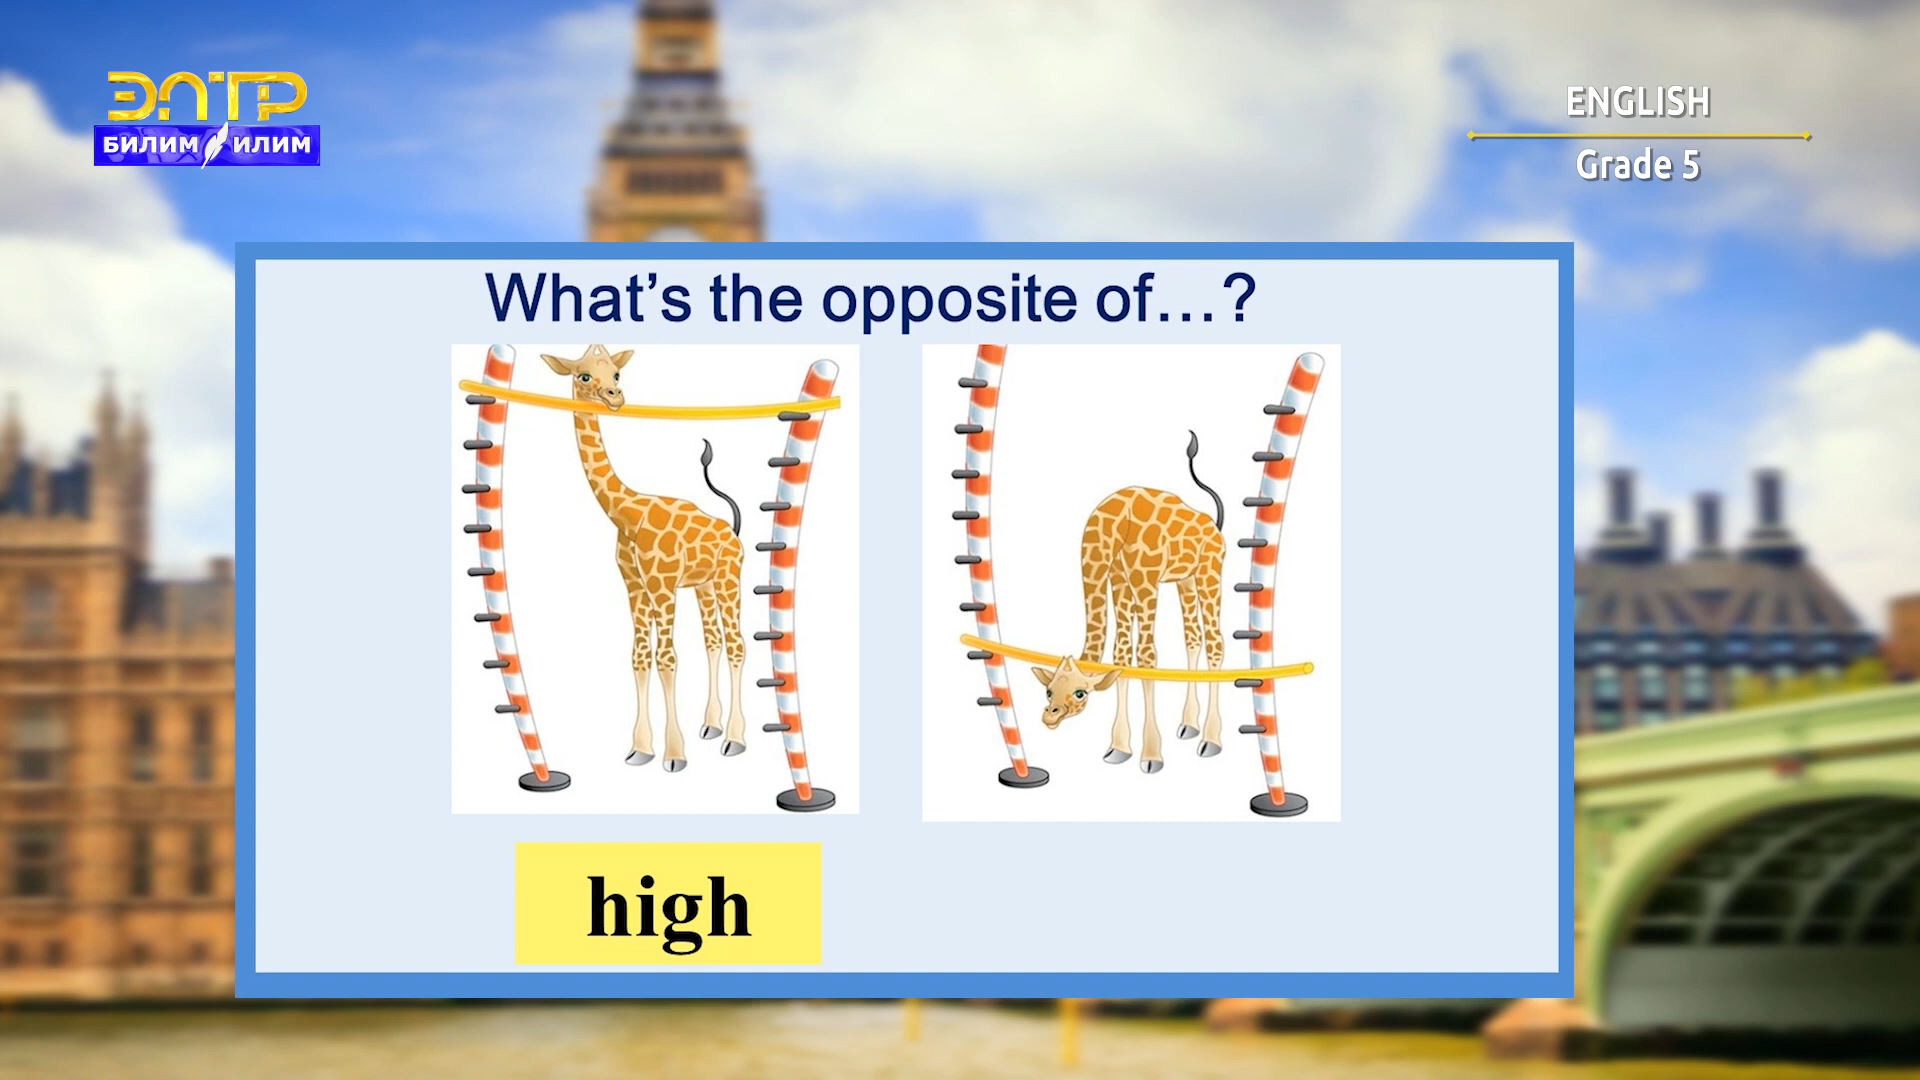 ЭЛТР
БИЛИМ ИЛИМ
ENGLISH
Grade 5
What's the opposite of...?
high